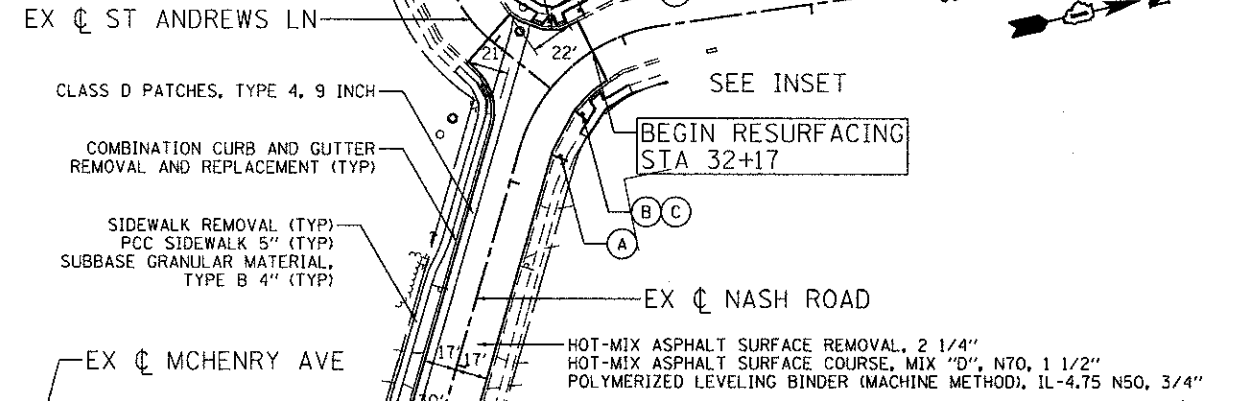 EX ℄ ST ANDREWS LN
21'
22'
CLASS D PATCHES, TYPE 4, 9 INCH
SEE INSET
BEGIN RESURFACING
STA 32+17
COMBINATION CURB AND GUTTER
REMOVAL AND REPLACEMENT (TYP)
B C
A
SIDEWALK REMOVAL (TYP)
PCC SIDEWALK 5" (TYP)
SUBBASE GRANULAR MATERIAL,
TYPE B 4" (TYP)
EX ℄ NASH ROAD
EX ℄ MCHENRY AVE
17' 17'
HOT-MIX ASPHALT SURFACE REMOVAL, 2 1/4"
HOT-MIX ASPHALT SURFACE COURSE, MIX "D", N70, 1 1/2"
POLYMERIZED LEVELING BINDER (MACHINE METHOD), IL-4.75 N50, 3/4"